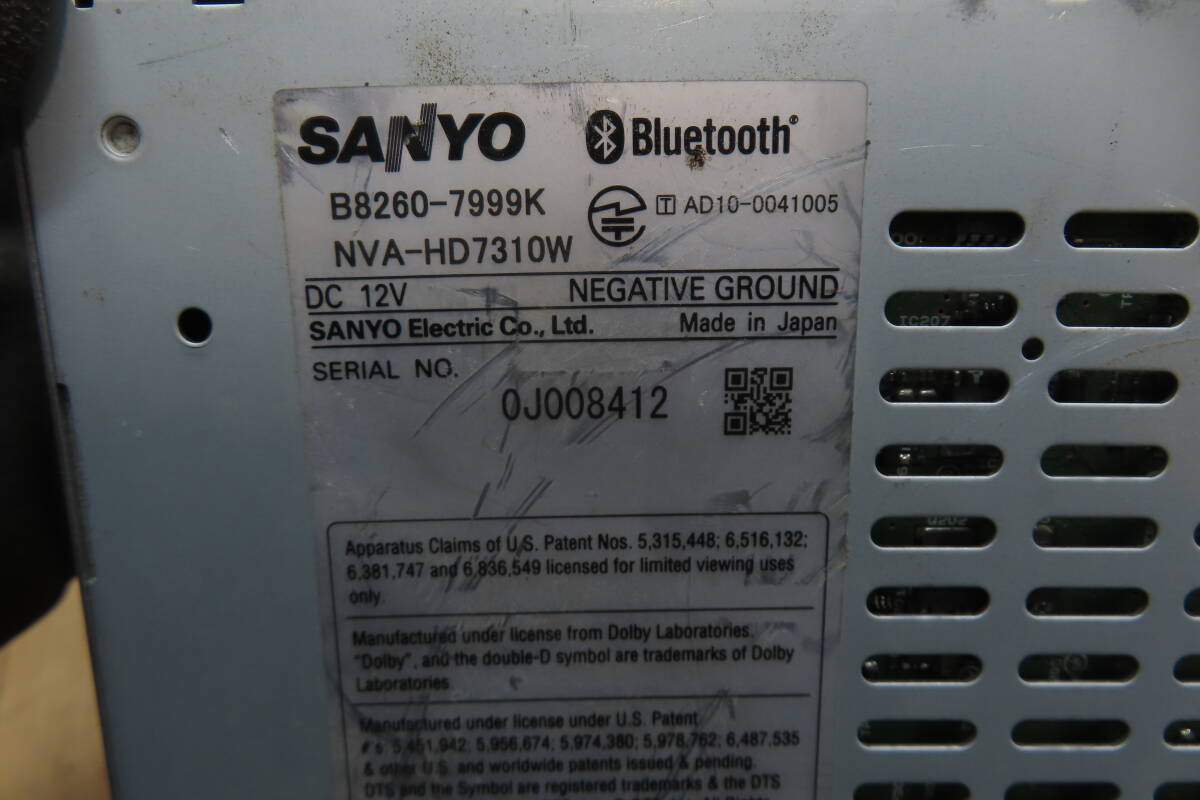 SANYO
Bluetooth®
B8260-7999K
T AD10-0041005
NVA-HD7310W
DC 12V NEGATIVE GROUND
SANYO Electric Co., Ltd. Made in Japan
SERIAL NO.
0J008412
Apparatus Claims of U.S. Patent Nos. 5,315,448; 6,516,132;
6,381,747 and 6,836,549 licensed for limited viewing uses
only.
Manufactured under license from Dolby Laboratories.
"Dolby", and the double-D symbol are trademarks of Dolby
Laboratories.
Manufactured under license under U.S. Patent
#'s: 5,451,942; 5,956,674; 5,974,380; 5,978,762; 6,487,535
& other U.S. and worldwide patents issued & pending.
DTS and the Symbol are registered trademarks & the DTS
All Rights
IC207